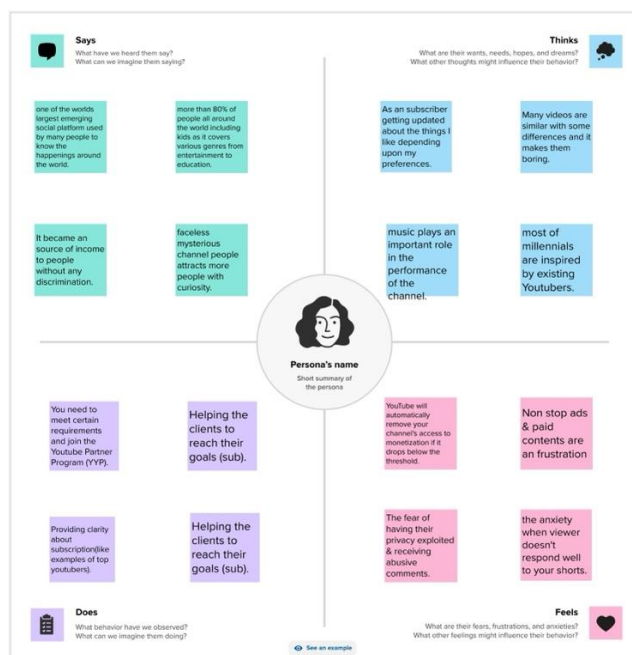 Says
What have we heard them say?
What can we imagine them saying?
Thinks
What are their wants, needs, hopes, and dreams?
What other thoughts might influence their behavior?
one of the worlds
largest emerging
social platform used
by many people to
know the
happenings around
the world.
more than 80% of
people all around
the world including
kids as it covers
various genres from
entertainment to
education.
As an subscriber
getting updated
about the things I
like depending
upon my
preferences.
Many videos are
similar with some
differences and it
makes them
boring.
It became an
source of income
to people
without any
discrimination.
faceless
mysterious
channel people
attracts more
people with
curiosity.
music plays an
important role
in the
performance
of the
channel.
most of
millennials
are inspired
by existing
Youtubers.
Persona's name
Short summary of
the persona
You need to
meet certain
requirements
and join the
Youtube Partner
Program (YYP).
Helping the
clients to
reach their
goals (sub).
YouTube will
automatically
remove your
channel's access to
monetization if it
drops below the
threshold.
Non stop ads
& paid
contents are
an frustration
Providing clarity
about
subscription(like
examples of top
youtubers).
Helping the
clients to
reach their
goals (sub).
The fear of
having their
privacy exploited
& receiving
abusive
comments.
the anxiety
when viewer
doesn't
respond well
to your shorts.
Does
What behavior have we observed?
What can we imagine them doing?
Feels
What are their fears, frustrations, and anxieties?
What other feelings might influence their behavior?
See an example